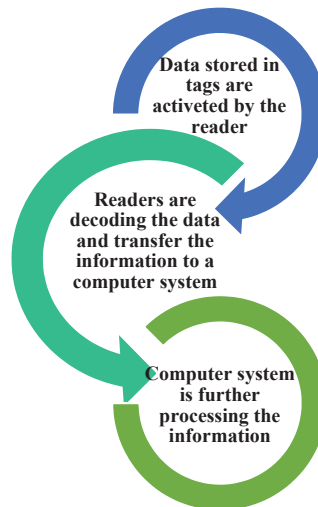 Data stored in
tags are
activeted by the
reader
Readers are
decoding the data
and transfer the
information to a
computer system
Computer system
is further
processing the
information